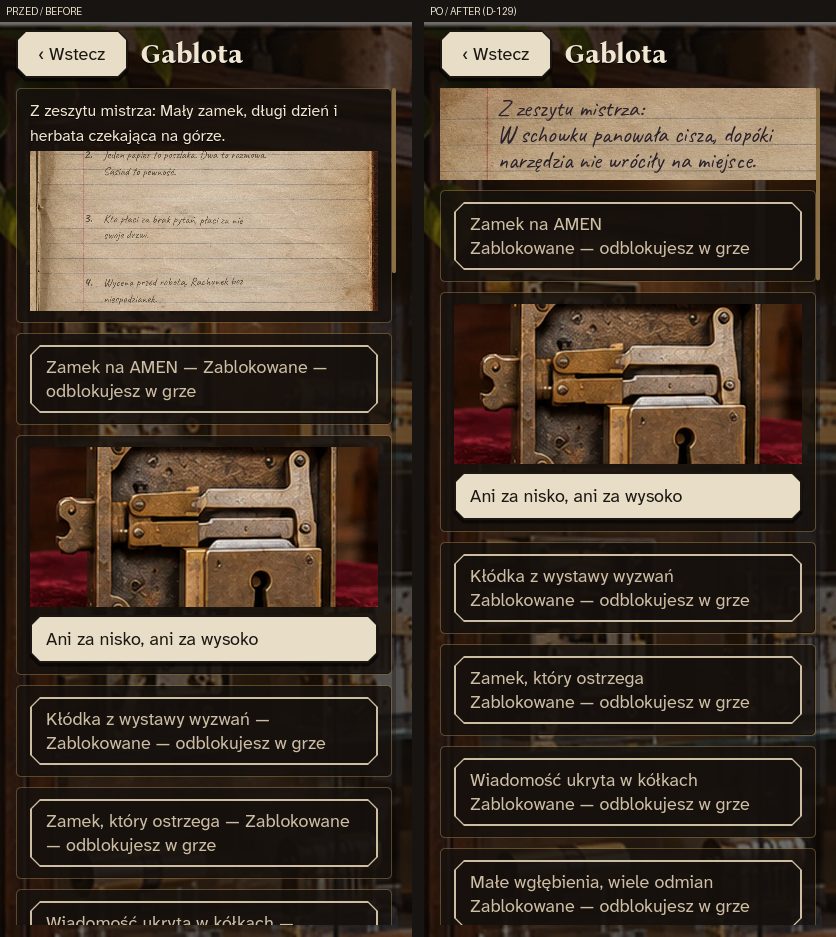 PRZED / BEFORE
‹ Wstecz
Gablota
Z zeszytu mistrza: Mały zamek, długi dzień i
herbata czekająca na górze.
2. Jeden papier to poszlaka. Dwa to rozmowa.
Sąsiad to pewność.
3. Kto płaci za brak pytań, płaci za nie
swoje drzwi.
4. Wycena przed robotą. Rachunek bez
niespodzianek.
Zamek na AMEN — Zablokowane —
odblokujesz w grze
Ani za nisko, ani za wysoko
Kłódka z wystawy wyzwań —
Zablokowane — odblokujesz w grze
Zamek, który ostrzega — Zablokowane
— odblokujesz w grze
Wiadomość ukryta w kółkach —
PO / AFTER (D-129)
‹ Wstecz
Gablota
Z zeszytu mistrza:
W schowku panowała cisza, dopóki
narzędzia nie wróciły na miejsce.
Zamek na AMEN
Zablokowane — odblokujesz w grze
Ani za nisko, ani za wysoko
Kłódka z wystawy wyzwań
Zablokowane — odblokujesz w grze
Zamek, który ostrzega
Zablokowane — odblokujesz w grze
Wiadomość ukryta w kółkach
Zablokowane — odblokujesz w grze
Małe wgłębienia, wiele odmian
Zablokowane — odblokujesz w grze